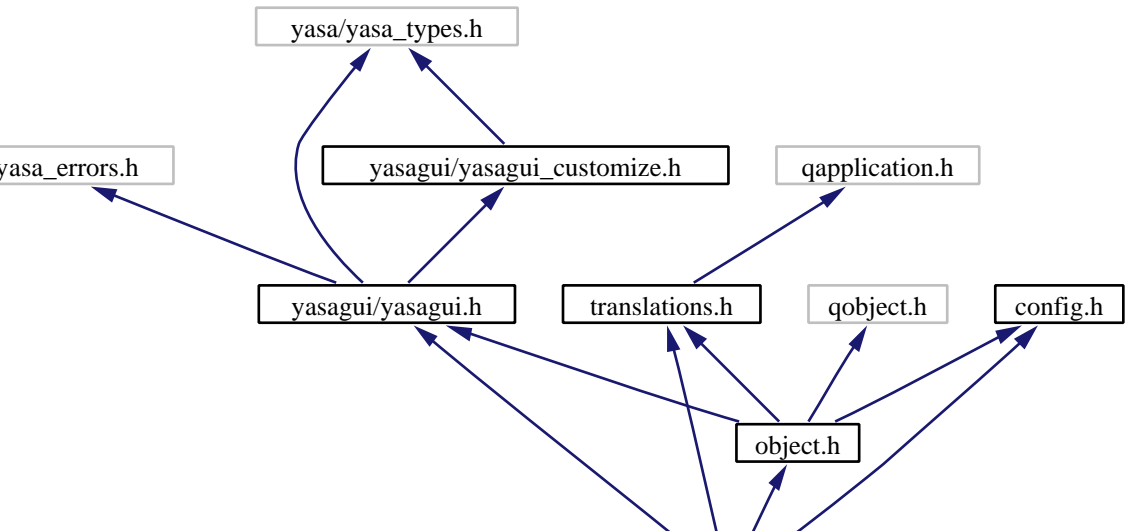 yasa/yasa_types.h
yasa_errors.h
yasagui/yasagui_customize.h
qapplication.h
yasagui/yasagui.h
translations.h
qobject.h
config.h
object.h